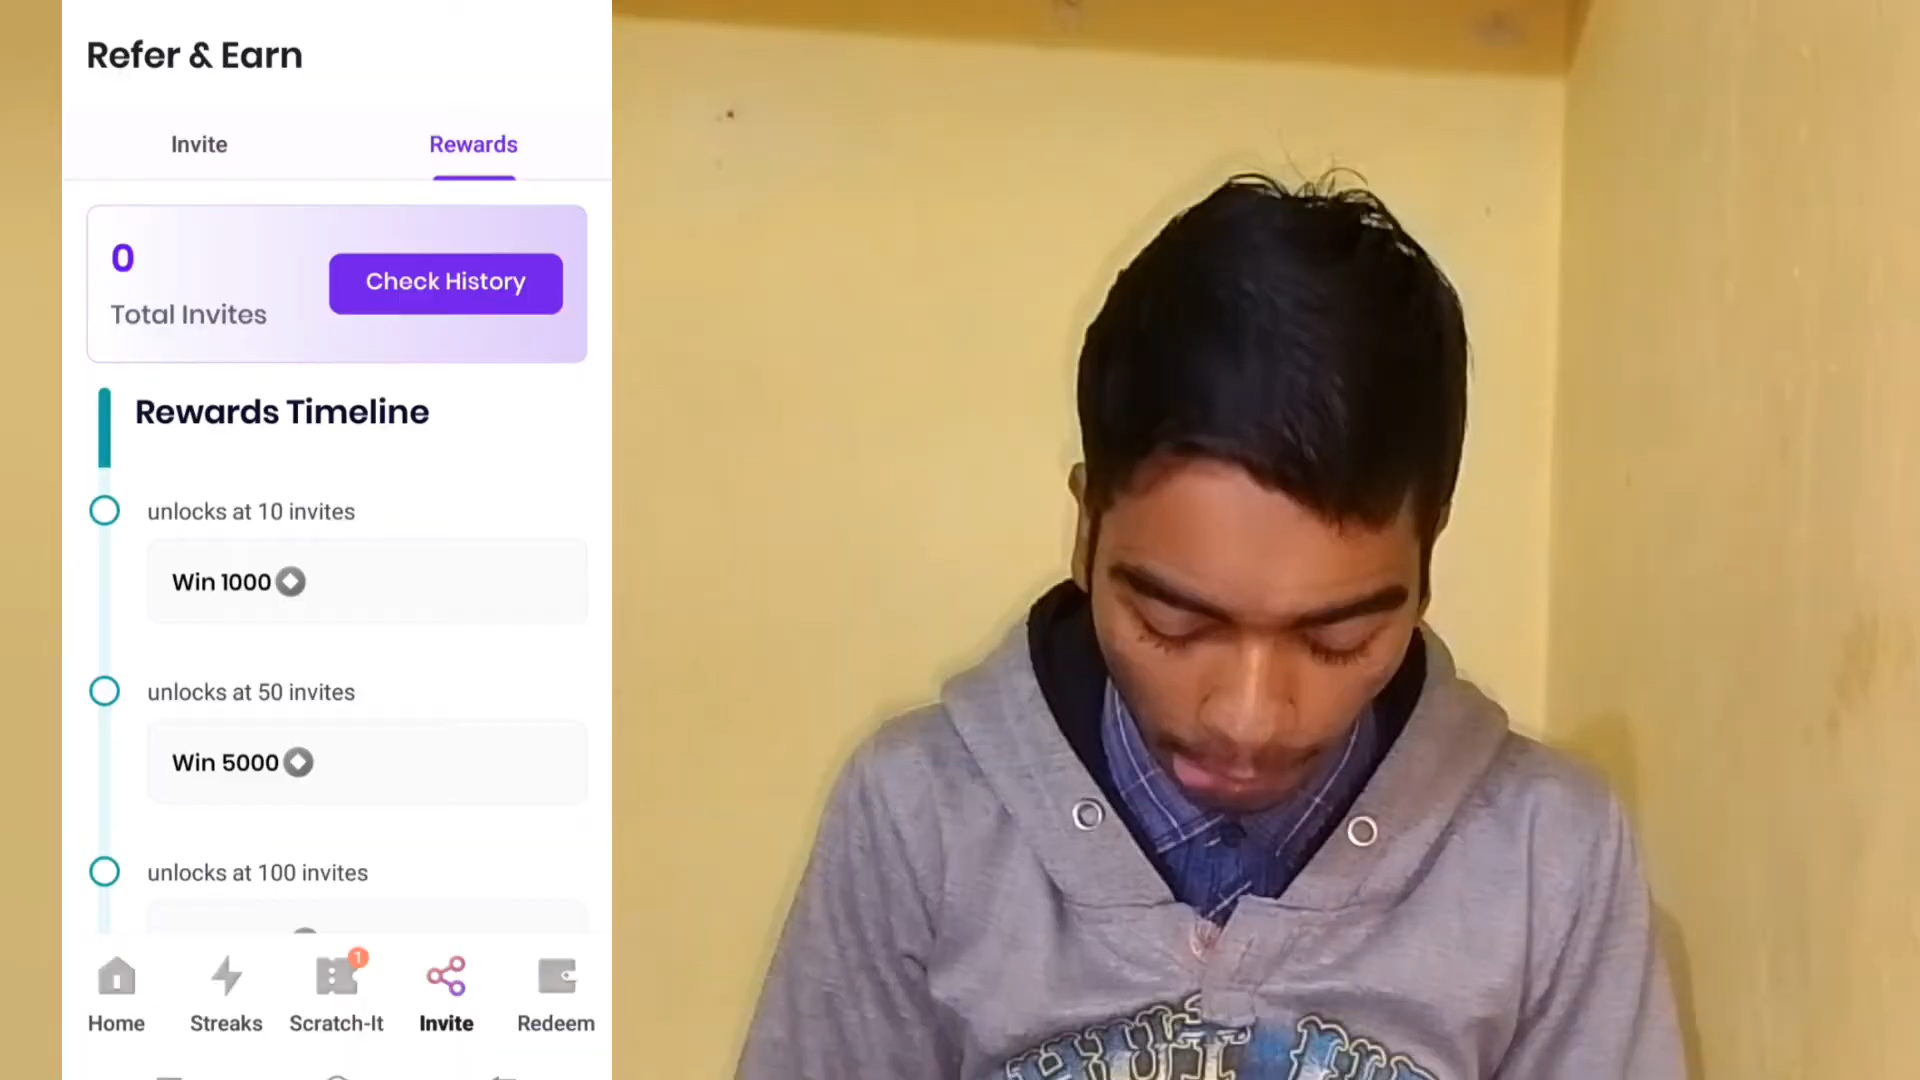 Refer & Earn
Invite
Rewards
0
Total Invites
Check History
Rewards Timeline
unlocks at 10 invites
Win 1000
unlocks at 50 invites
Win 5000
unlocks at 100 invites
1
Home
Streaks
Scratch-It
Invite
Redeem